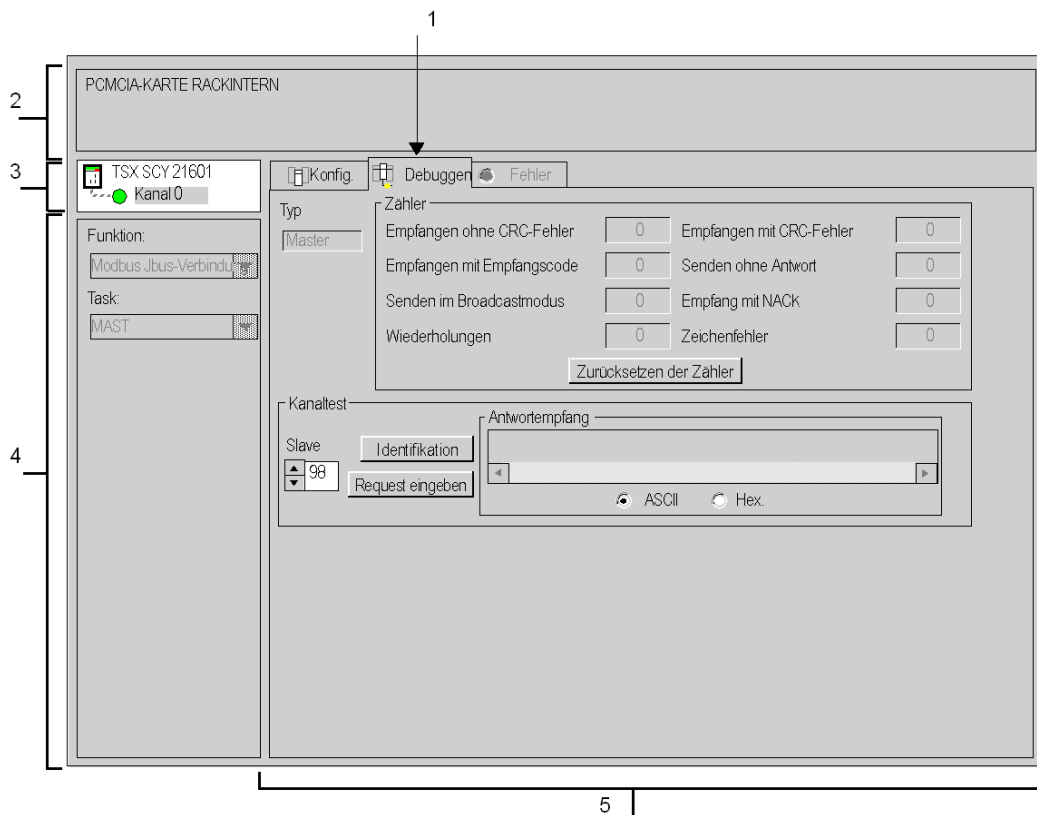 1
2
PCMCIA-KARTE RACKINTERN
3
TSX SCY 21601
Kanal 0
Konfig.
Debuggen
Fehler
4
Funktion:
Modbus Jbus-Verbindu
Task:
MAST
Typ
Master
Zähler
Empfangen ohne CRC-Fehler 0 Empfangen mit CRC-Fehler 0
Empfangen mit Empfangscode 0 Senden ohne Antwort 0
Senden im Broadcastmodus 0 Empfang mit NACK 0
Wiederholungen 0 Zeichenfehler 0
Zurücksetzen der Zähler
Kanaltest
Slave
98
Identifikation
Request eingeben
Antwortempfang
ASCII Hex.
5